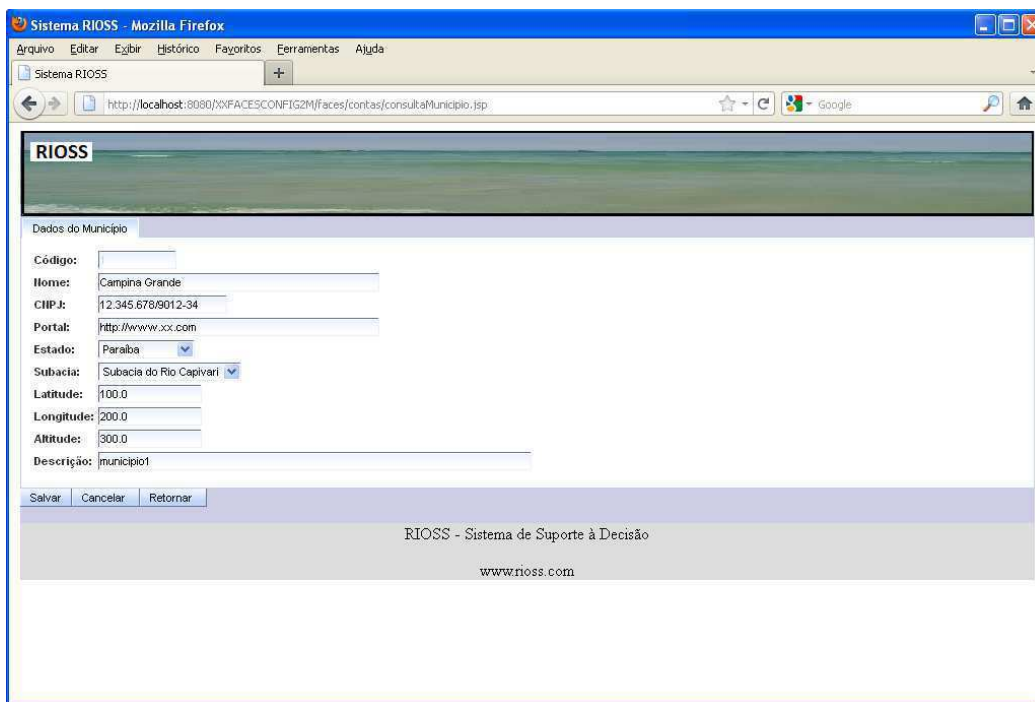 Sistema RIOSS - Mozilla Firefox
Arquivo Editar Exibir Histórico Favoritos Ferramentas Ajuda
Sistema RIOSS
http://localhost:8080/XXFACESCONFIG2M/faces/contas/consultaMunicipio.jsp Google
RIOSS
Dados do Município
Código:
Nome: Campina Grande
CNPJ: 12.345.678/9012-34
Portal: http://www.xx.com
Estado: Paraíba
Subacia: Subacia do Rio Capivari
Latitude: 100.0
Longitude: 200.0
Altitude: 300.0
Descrição: municipio1
Salvar Cancelar Retornar
RIOSS - Sistema de Suporte à Decisão
www.rioss.com